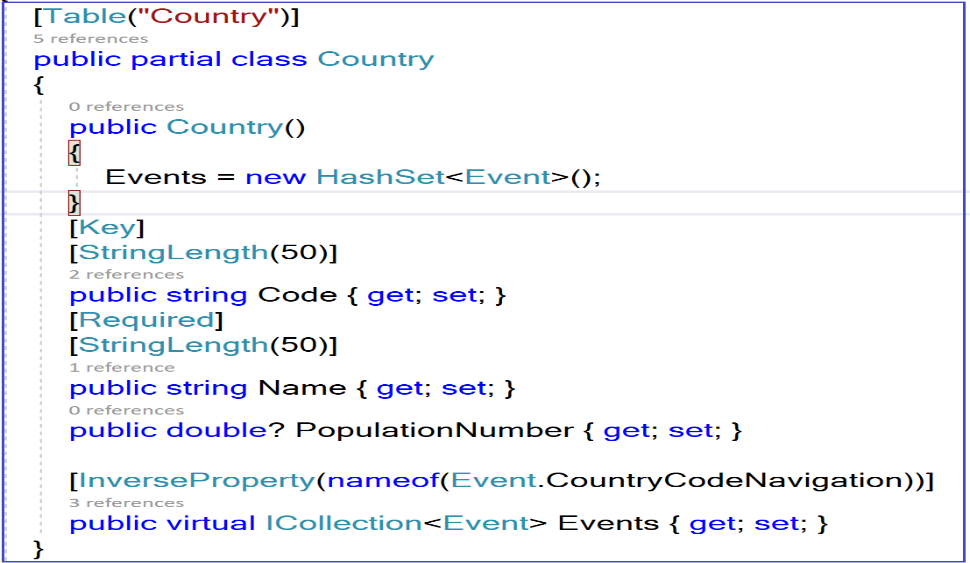 [Table("Country")]
5 references
public partial class Country
{
0 references
public Country()
{
Events = new HashSet<Event>();
}
[Key]
[StringLength(50)]
2 references
public string Code { get; set; }
[Required]
[StringLength(50)]
1 reference
public string Name { get; set; }
0 references
public double? PopulationNumber { get; set; }
[InverseProperty(nameof(Event.CountryCodeNavigation))]
3 references
public virtual ICollection<Event> Events { get; set; }
}